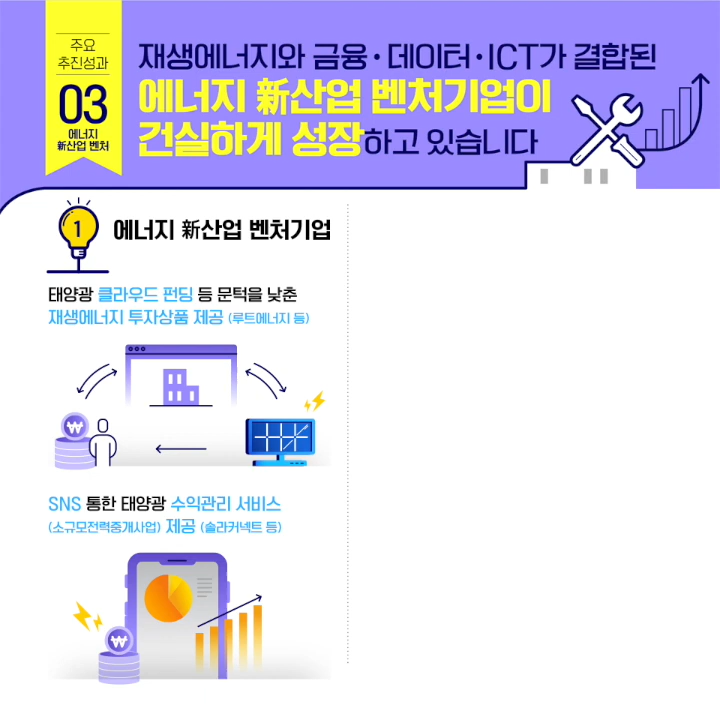 주요
추진성과
03
에너지
新산업 벤처
재생에너지와 금융·데이터·ICT가 결합된
에너지 新산업 벤처기업이
건실하게 성장하고 있습니다
1
에너지 新산업 벤처기업
태양광 클라우드 펀딩 등 문턱을 낮춘
재생에너지 투자상품 제공 (루트에너지 등)
₩
SNS 통한 태양광 수익관리 서비스
(소규모전력중개사업) 제공 (솔라커넥트 등)
₩